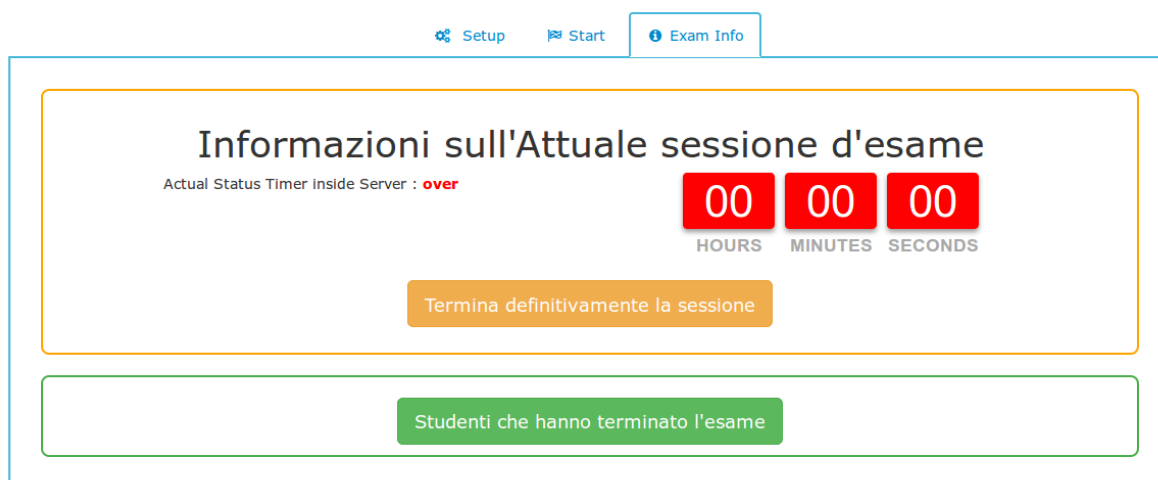 Setup Start Exam Info
Informazioni sull'Attuale sessione d'esame
Actual Status Timer inside Server : over
00 00 00
HOURS MINUTES SECONDS
Termina definitivamente la sessione
Studenti che hanno terminato l'esame